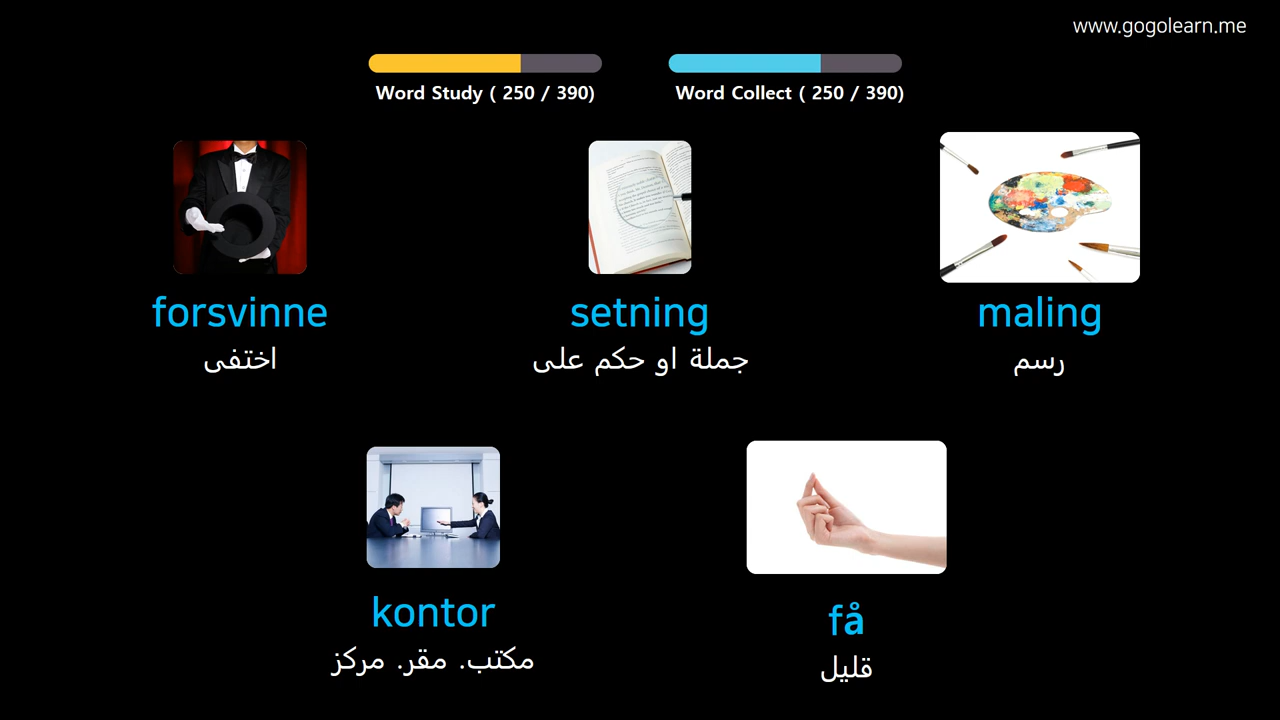 www.gogolearn.me
Word Study ( 250 / 390)
Word Collect ( 250 / 390)
forsvinne
اختفى
setning
جملة او حكم على
maling
رسم
kontor
مكتب. مقر. مركز
få
قليل